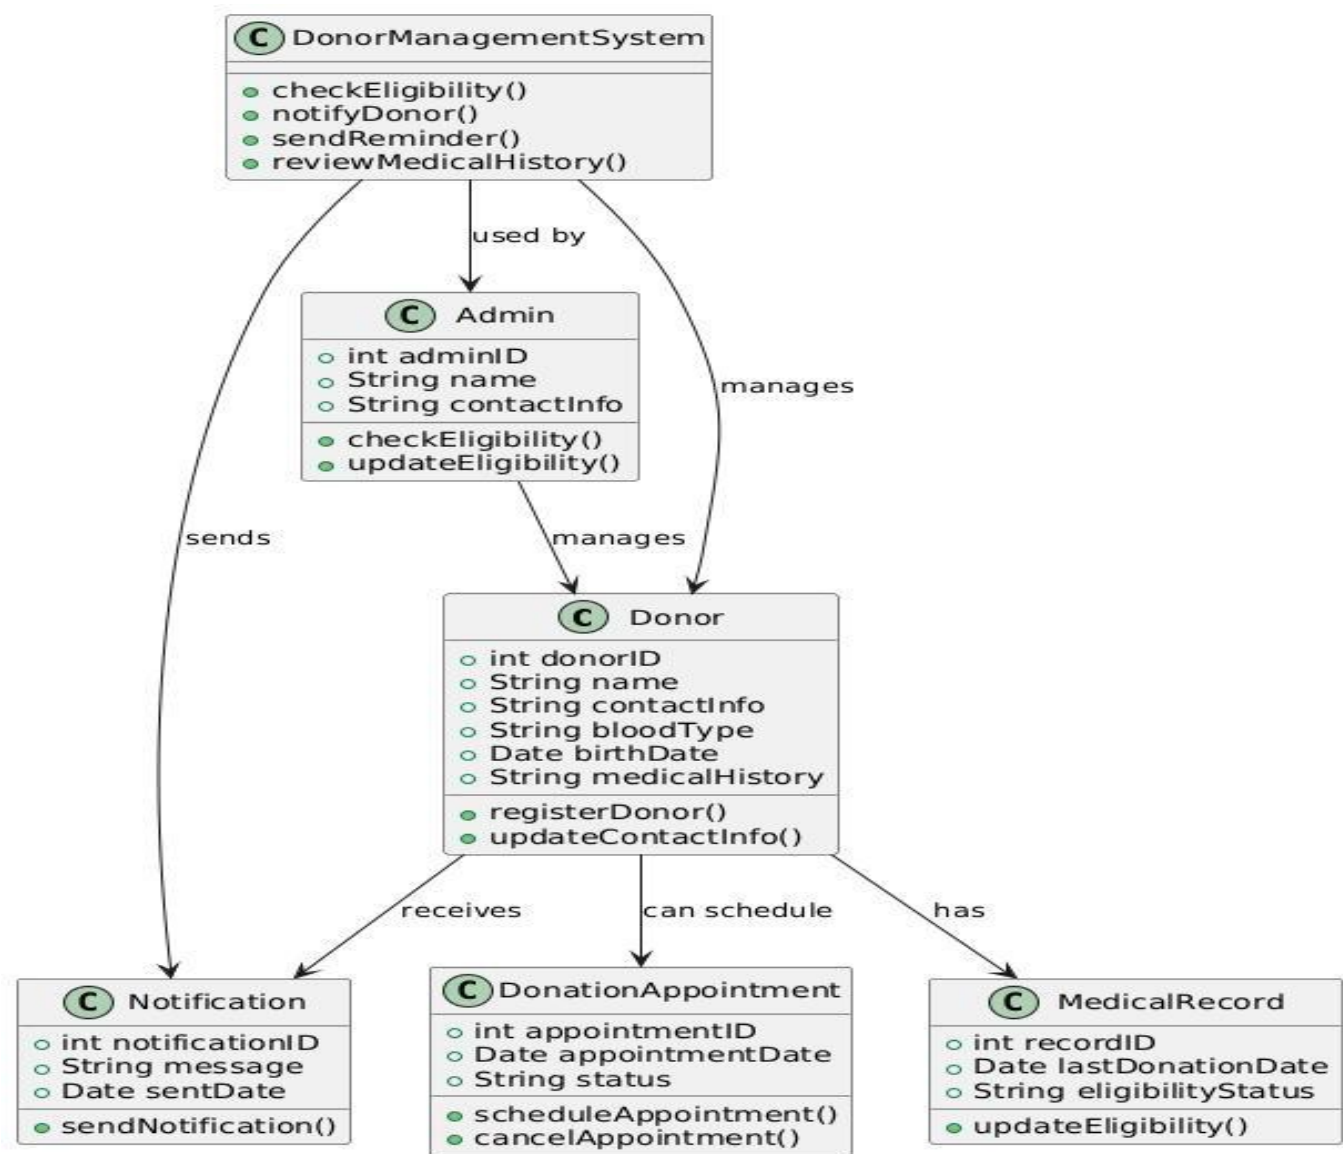 C DonorManagementSystem
checkEligibility()
notifyDonor()
sendReminder()
reviewMedicalHistory()
used by
C Admin
int adminID
String name
String contactInfo
checkEligibility()
updateEligibility()
manages
sends
manages
C Donor
int donorID
String name
String contactInfo
String bloodType
Date birthDate
String medicalHistory
registerDonor()
updateContactInfo()
receives
can schedule
has
C Notification
int notificationID
String message
Date sentDate
sendNotification()
C DonationAppointment
int appointmentID
Date appointmentDate
String status
scheduleAppointment()
cancelAppointment()
C MedicalRecord
int recordID
Date lastDonationDate
String eligibilityStatus
updateEligibility()